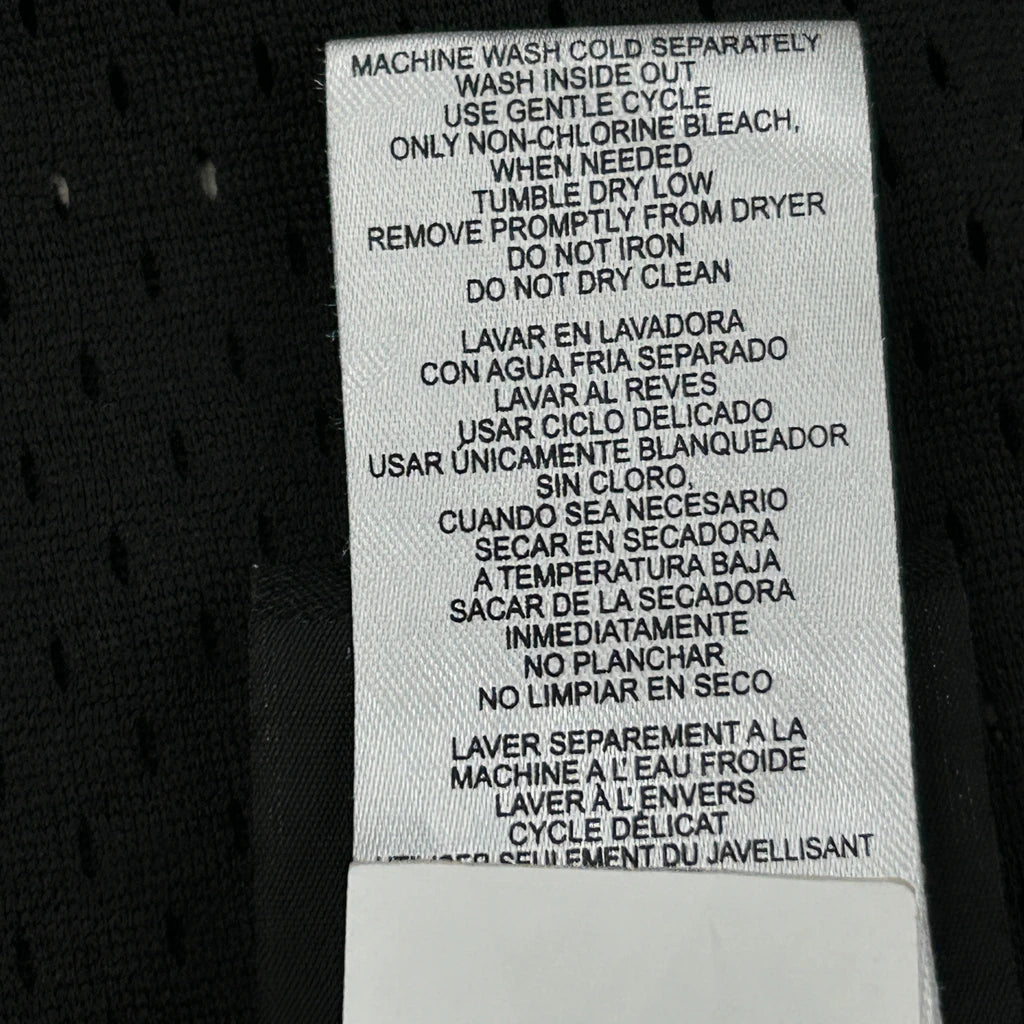 MACHINE WASH COLD SEPARATELY
WASH INSIDE OUT
USE GENTLE CYCLE
ONLY NON-CHLORINE BLEACH,
WHEN NEEDED
TUMBLE DRY LOW
REMOVE PROMPTLY FROM DRYER
DO NOT IRON
DO NOT DRY CLEAN
LAVAR EN LAVADORA
CON AGUA FRIA SEPARADO
LAVAR AL REVES
USAR CICLO DELICADO
USAR ÚNICAMENTE BLANQUEADOR
SIN CLORO,
CUANDO SEA NECESARIO
SECAR EN SECADORA
A TEMPERATURA BAJA
SACAR DE LA SECADORA
INMEDIATAMENTE
NO PLANCHAR
NO LIMPIAR EN SECO
LAVER SEPAREMENT A LA
MACHINE A L'EAU FROIDE
LAVER À L'ENVERS
CYCLE DÉLICAT
SEULEMENT DU JAVELLISANT